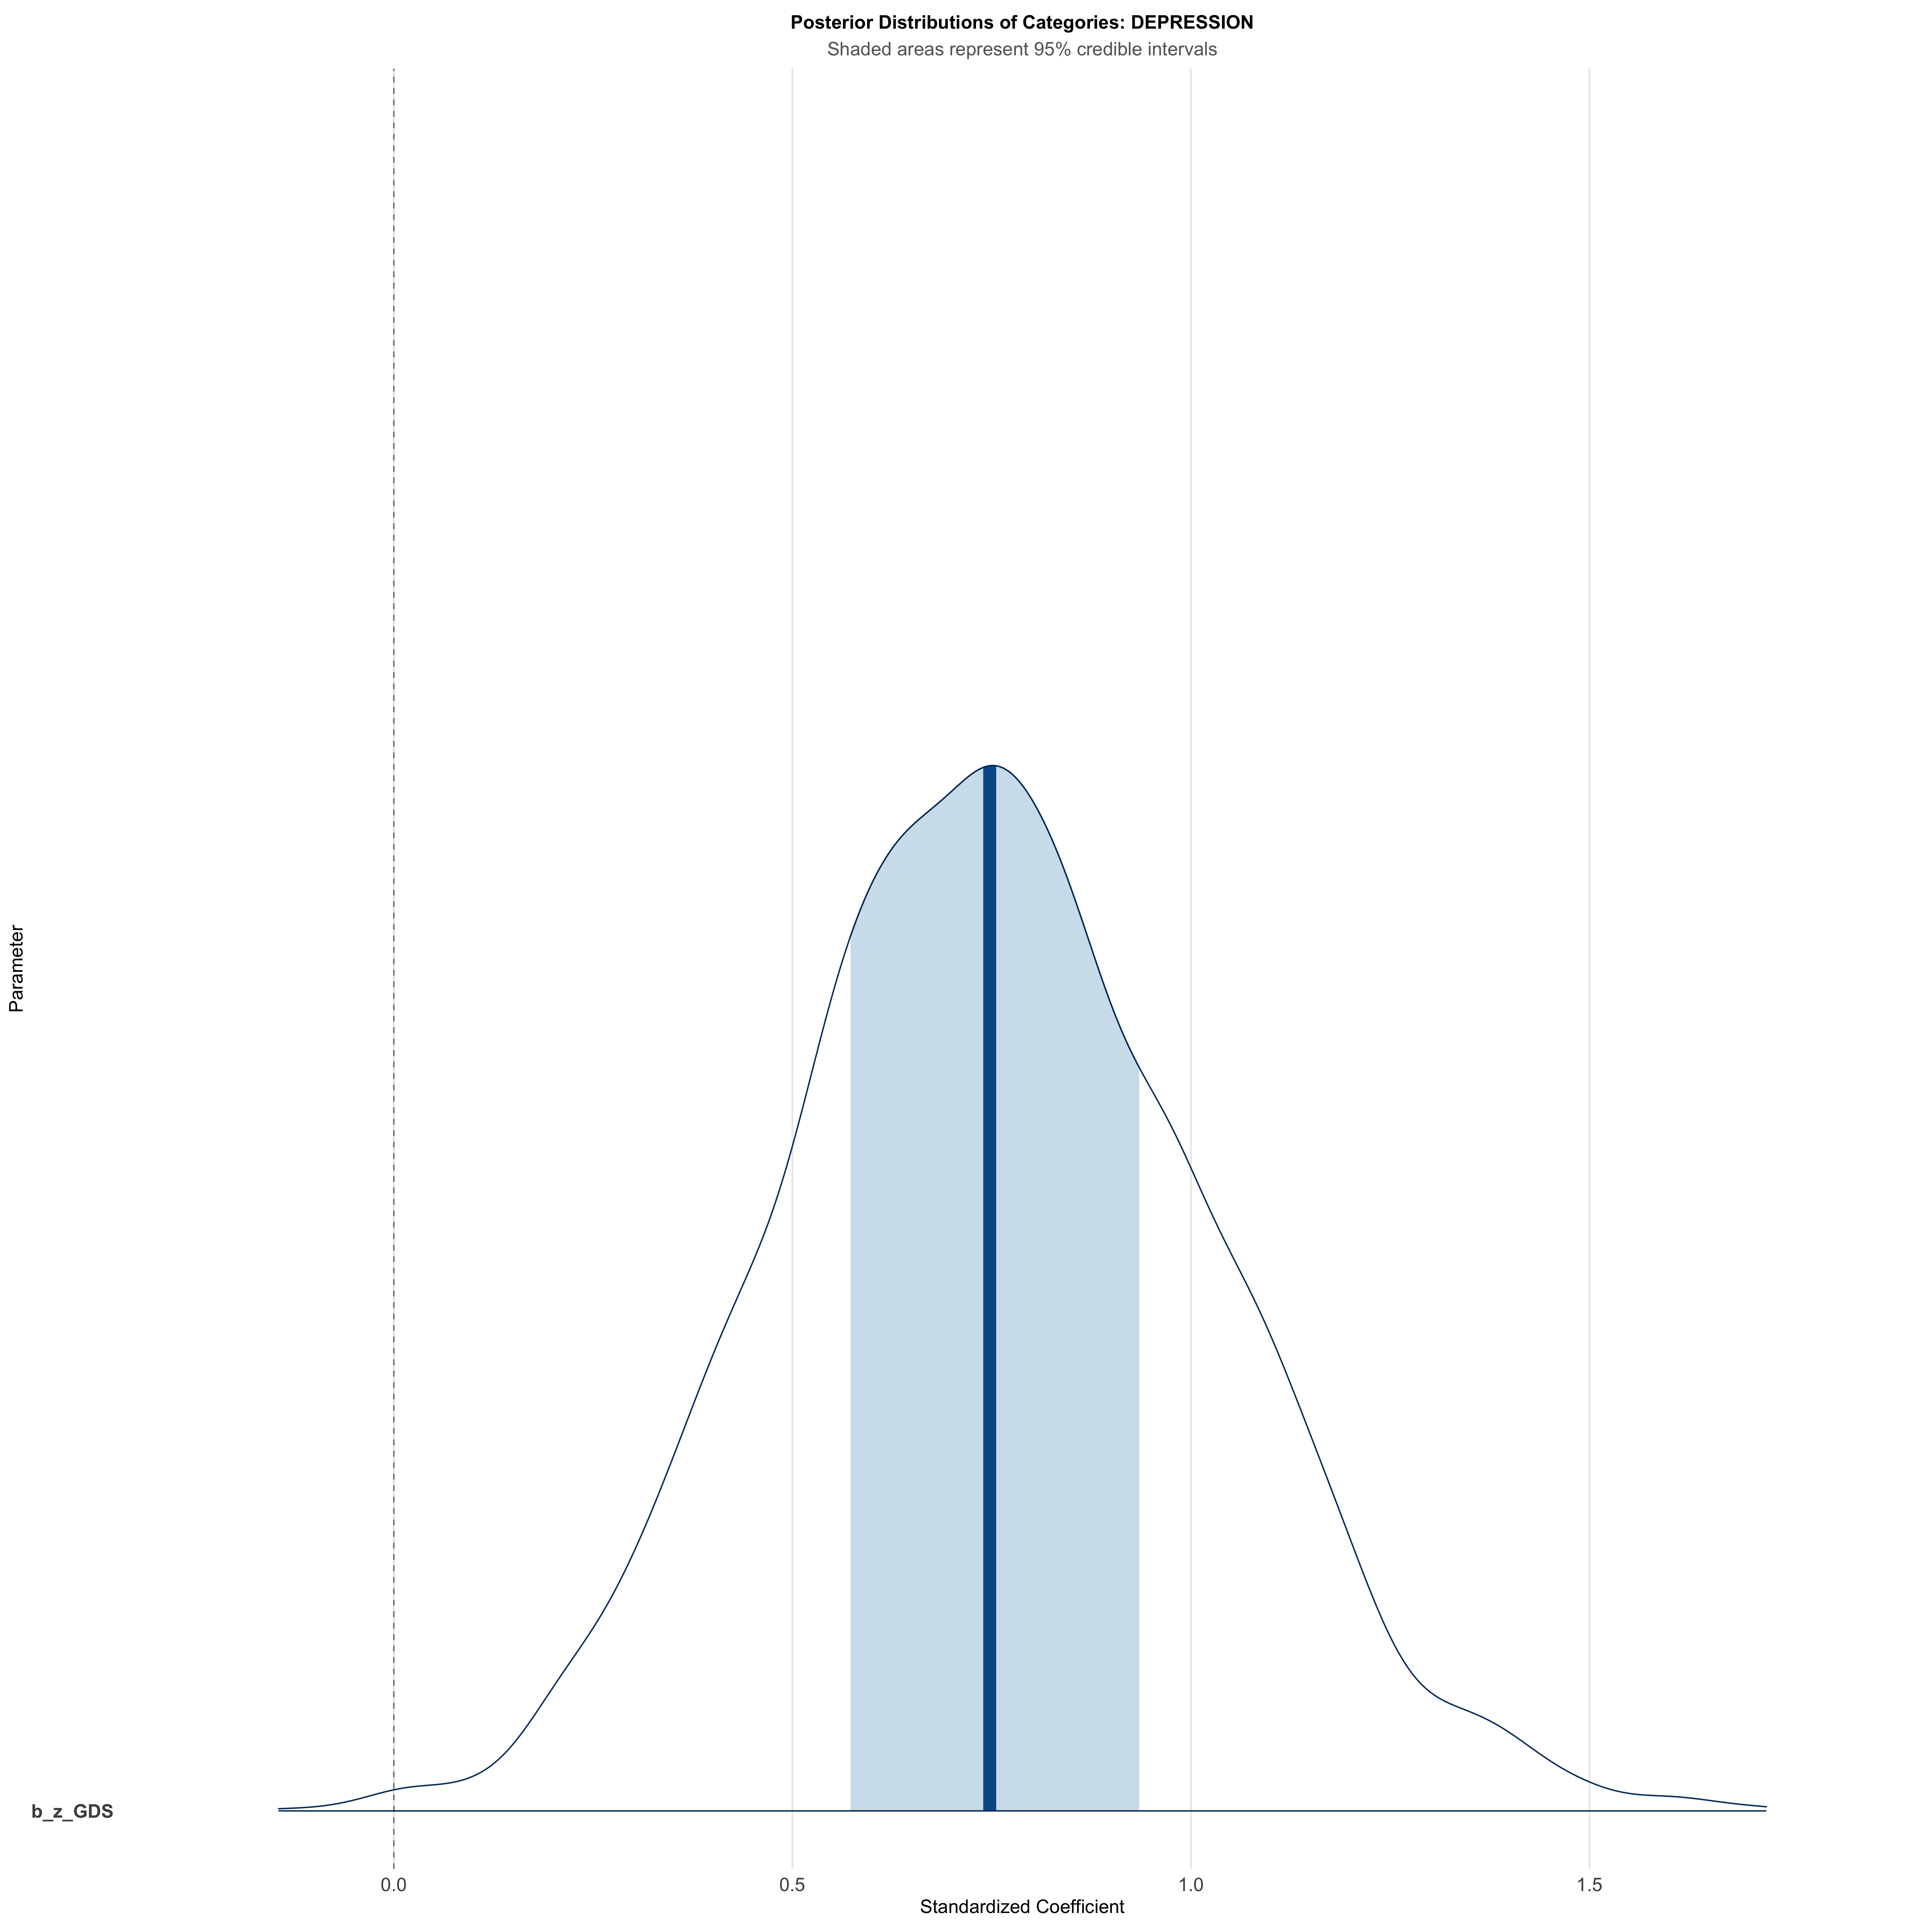 Posterior Distributions of Categories: DEPRESSION
Shaded areas represent 95% credible intervals
Parameter
b_z_GDS
0.0 0.5 1.0 1.5
Standardized Coefficient